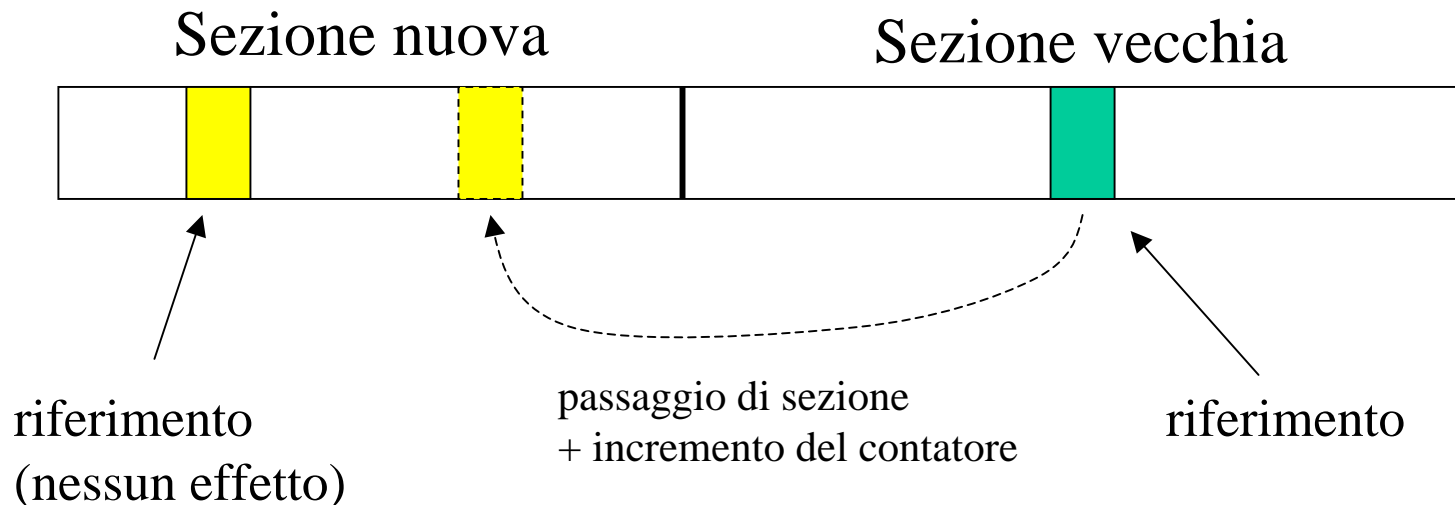 Sezione nuova
Sezione vecchia
riferimento
(nessun effetto)
passaggio di sezione
+ incremento del contatore
riferimento